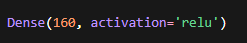 Dense(160, activation='relu')